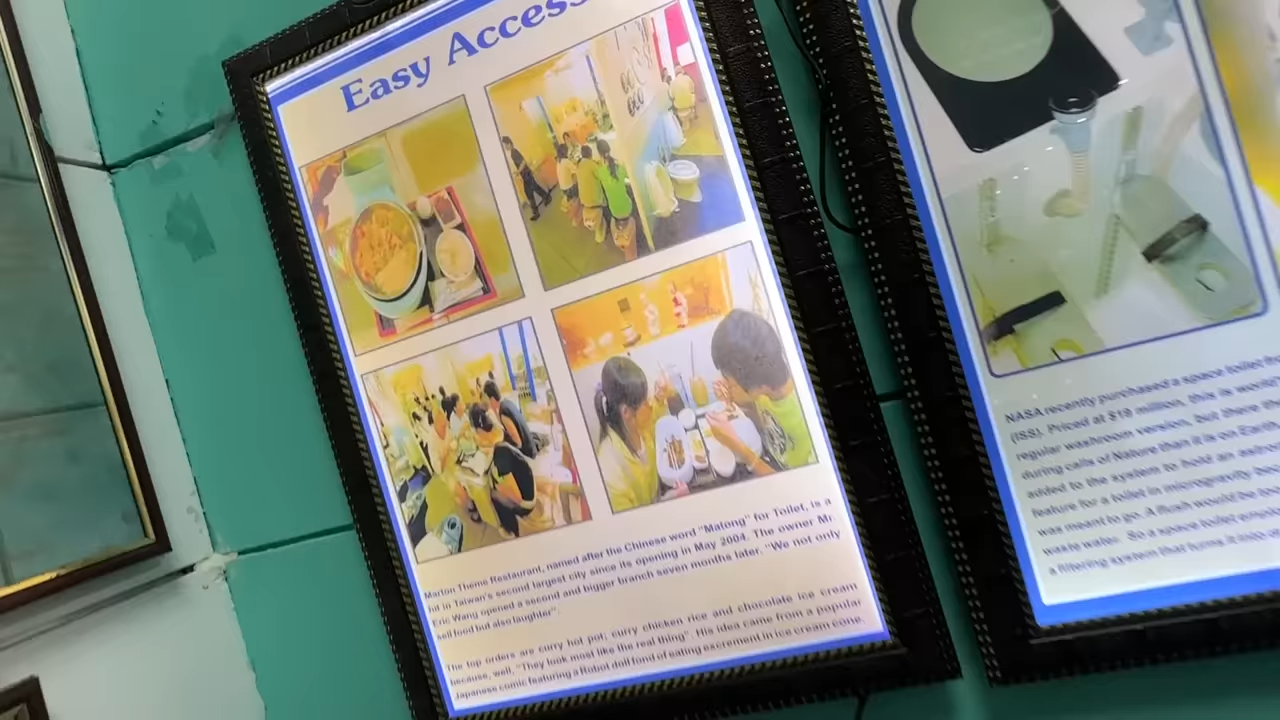 Easy Access
Marton Theme Restaurant, named after the Chinese word "Matong" for Toilet, is a
hit in Taiwan's second largest city since its opening in May 2004. The owner Mr.
Eric Wang opened a second and bigger branch seven months later. "We not only
sell food but also laughter".
The top orders are curry hot pot, curry chicken rice and chocolate ice cream
because, well, "They look most like the real thing". His idea came from a popular
Japanese comic featuring a Robot doll fond of eating excrement in ice cream cone.
NASA recently purchased a space toilet
(ISS). Priced at $19 million, this is world's
regular washroom version, but there
during calls of Nature than it is on Earth
added to the system to hold an
feature for a toilet in microgravity
was meant to go. A flush would be
waste water. So a space toilet
a filtering system that turns it into